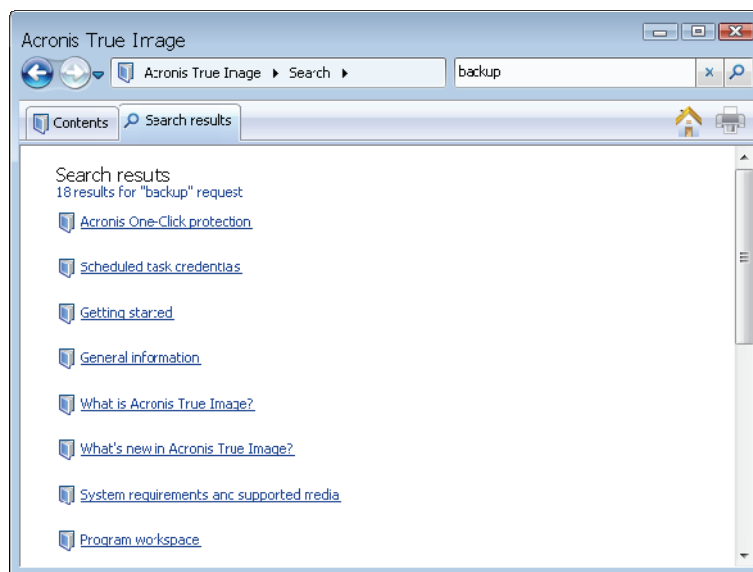 Acronis True Image
Acronis True Image ▸ Search ▸
backup
Contents
Search results
Search resuts
18 results for "backup" request
Acronis One-Click protection
Scheduled task credentias
Getting started
General information
What is Acronis True Image?
What's new in Acronis True Image?
System requirements and supported media
Program workspace